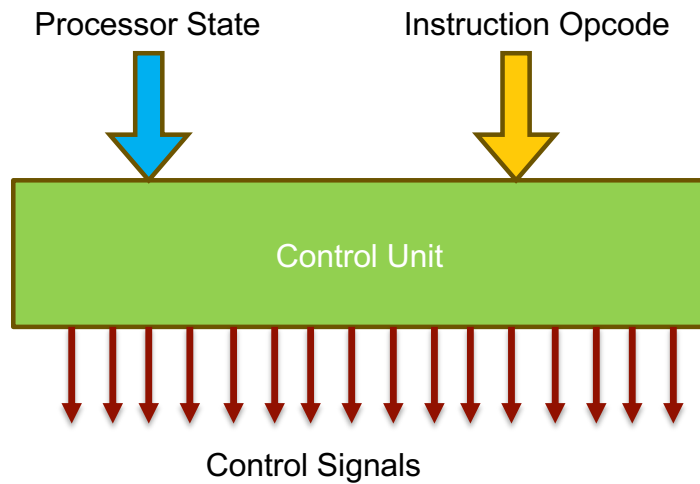 Processor State
Instruction Opcode
Control Unit
Control Signals